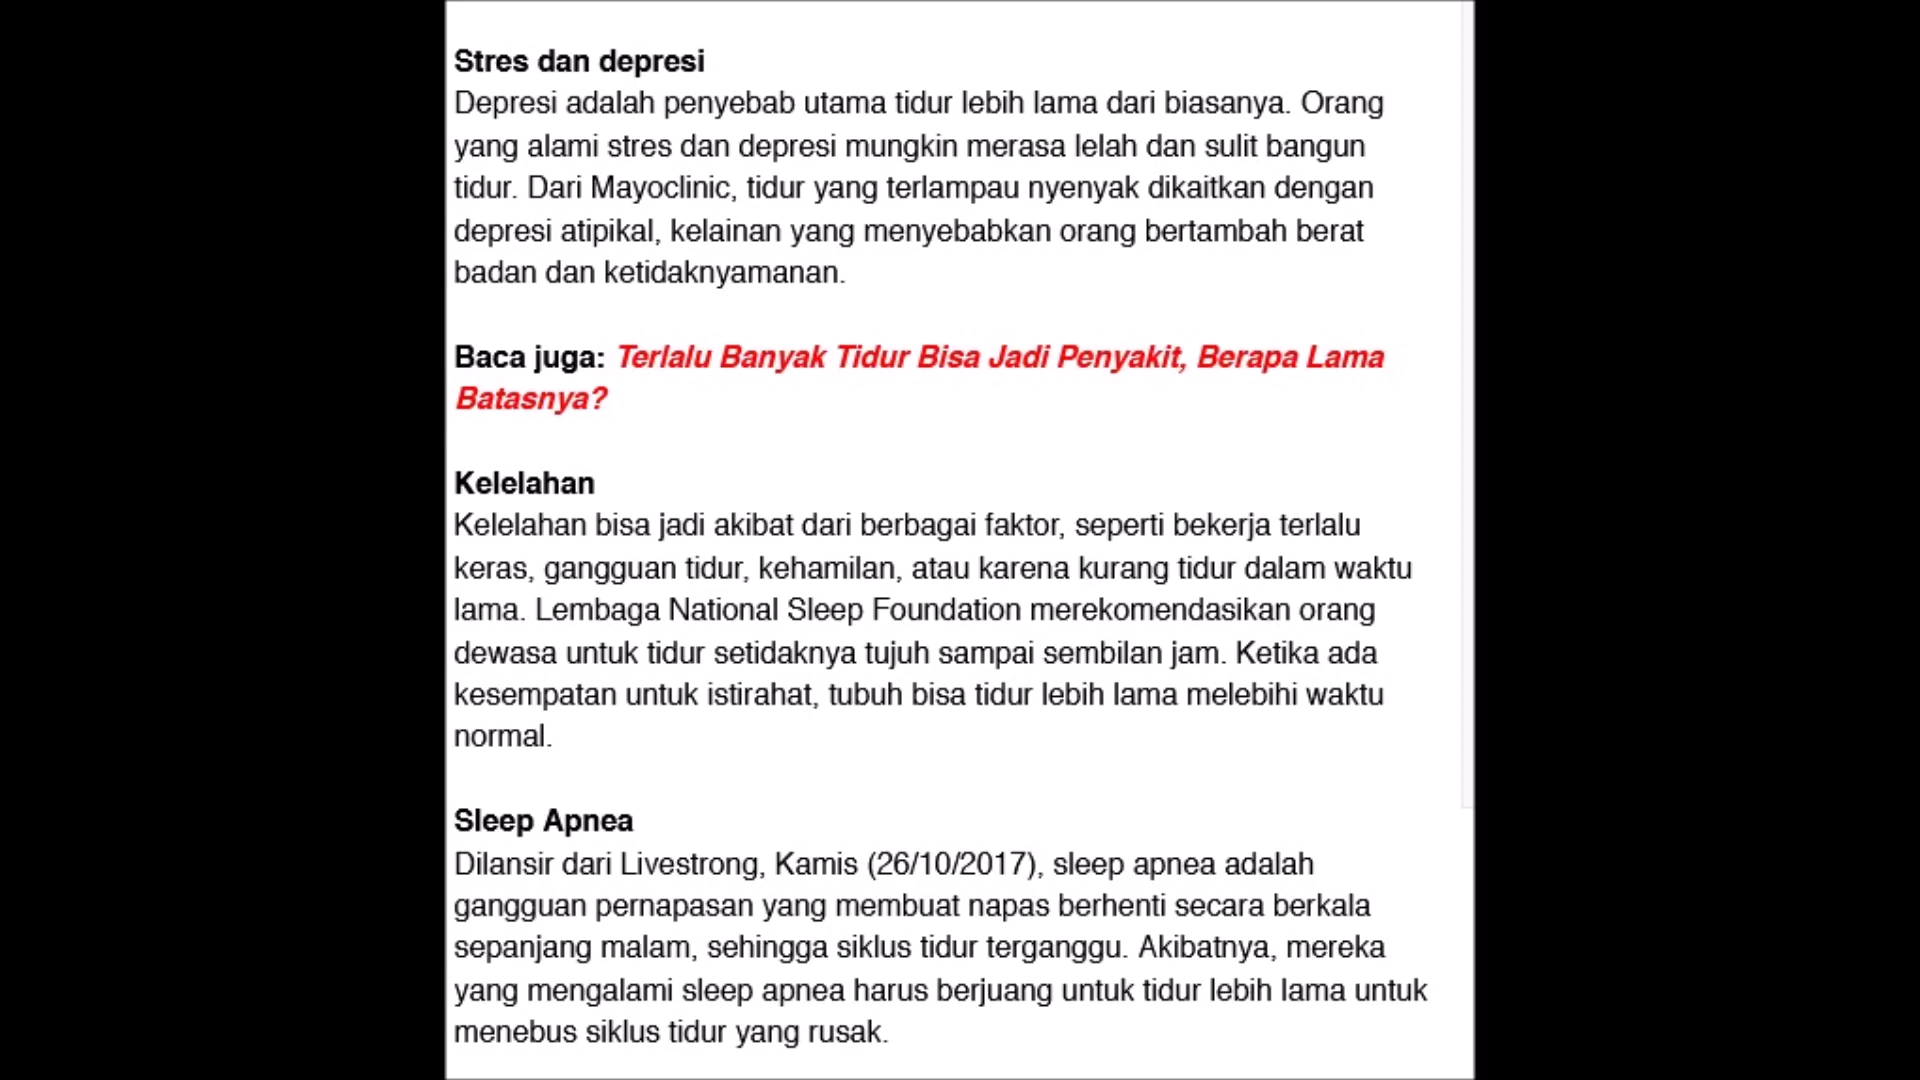 Stres dan depresi
Depresi adalah penyebab utama tidur lebih lama dari biasanya. Orang
yang alami stres dan depresi mungkin merasa lelah dan sulit bangun
tidur. Dari Mayoclinic, tidur yang terlampau nyenyak dikaitkan dengan
depresi atipikal, kelainan yang menyebabkan orang bertambah berat
badan dan ketidaknyamanan.
Baca juga: Terlalu Banyak Tidur Bisa Jadi Penyakit, Berapa Lama
Batasnya?
Kelelahan
Kelelahan bisa jadi akibat dari berbagai faktor, seperti bekerja terlalu
keras, gangguan tidur, kehamilan, atau karena kurang tidur dalam waktu
lama. Lembaga National Sleep Foundation merekomendasikan orang
dewasa untuk tidur setidaknya tujuh sampai sembilan jam. Ketika ada
kesempatan untuk istirahat, tubuh bisa tidur lebih lama melebihi waktu
normal.
Sleep Apnea
Dilansir dari Livestrong, Kamis (26/10/2017), sleep apnea adalah
gangguan pernapasan yang membuat napas berhenti secara berkala
sepanjang malam, sehingga siklus tidur terganggu. Akibatnya, mereka
yang mengalami sleep apnea harus berjuang untuk tidur lebih lama untuk
menebus siklus tidur yang rusak.